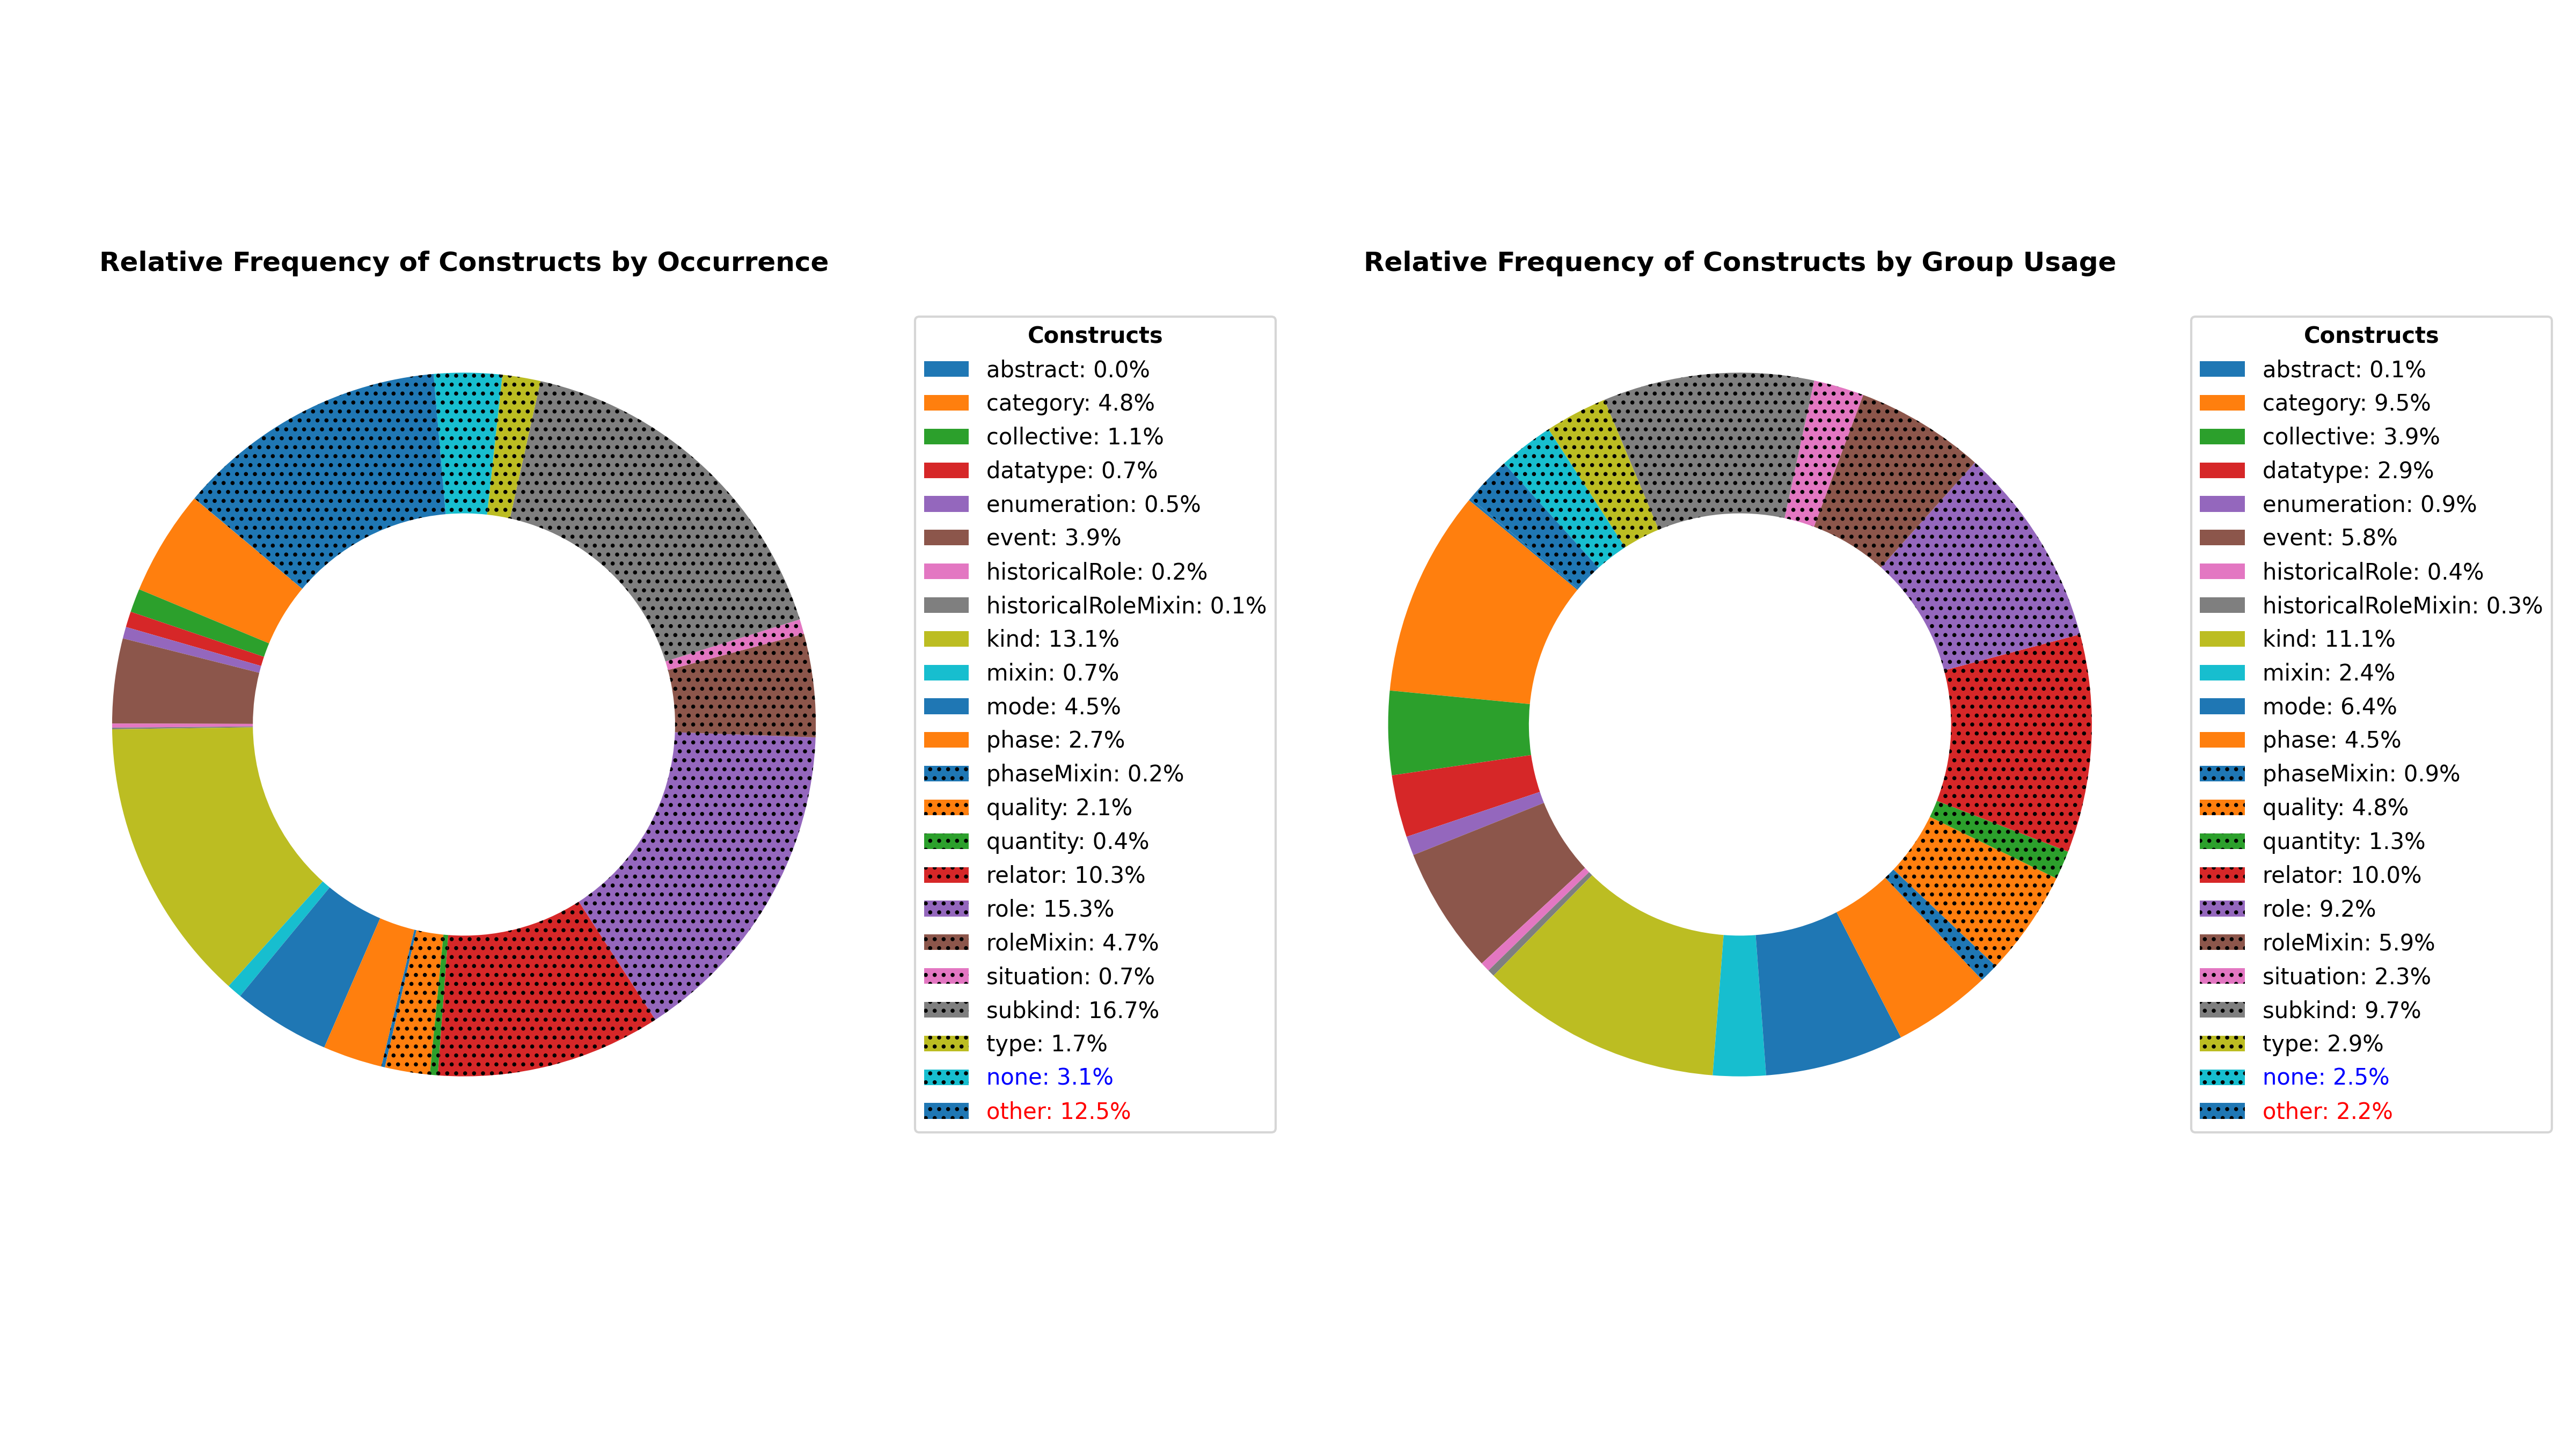 Relative Frequency of Constructs by Occurrence
Constructs
abstract: 0.0%
category: 4.8%
collective: 1.1%
datatype: 0.7%
enumeration: 0.5%
event: 3.9%
historicalRole: 0.2%
historicalRoleMixin: 0.1%
kind: 13.1%
mixin: 0.7%
mode: 4.5%
phase: 2.7%
phaseMixin: 0.2%
quality: 2.1%
quantity: 0.4%
relator: 10.3%
role: 15.3%
roleMixin: 4.7%
situation: 0.7%
subkind: 16.7%
type: 1.7%
none: 3.1%
other: 12.5%
Relative Frequency of Constructs by Group Usage
Constructs
abstract: 0.1%
category: 9.5%
collective: 3.9%
datatype: 2.9%
enumeration: 0.9%
event: 5.8%
historicalRole: 0.4%
historicalRoleMixin: 0.3%
kind: 11.1%
mixin: 2.4%
mode: 6.4%
phase: 4.5%
phaseMixin: 0.9%
quality: 4.8%
quantity: 1.3%
relator: 10.0%
role: 9.2%
roleMixin: 5.9%
situation: 2.3%
subkind: 9.7%
type: 2.9%
none: 2.5%
other: 2.2%